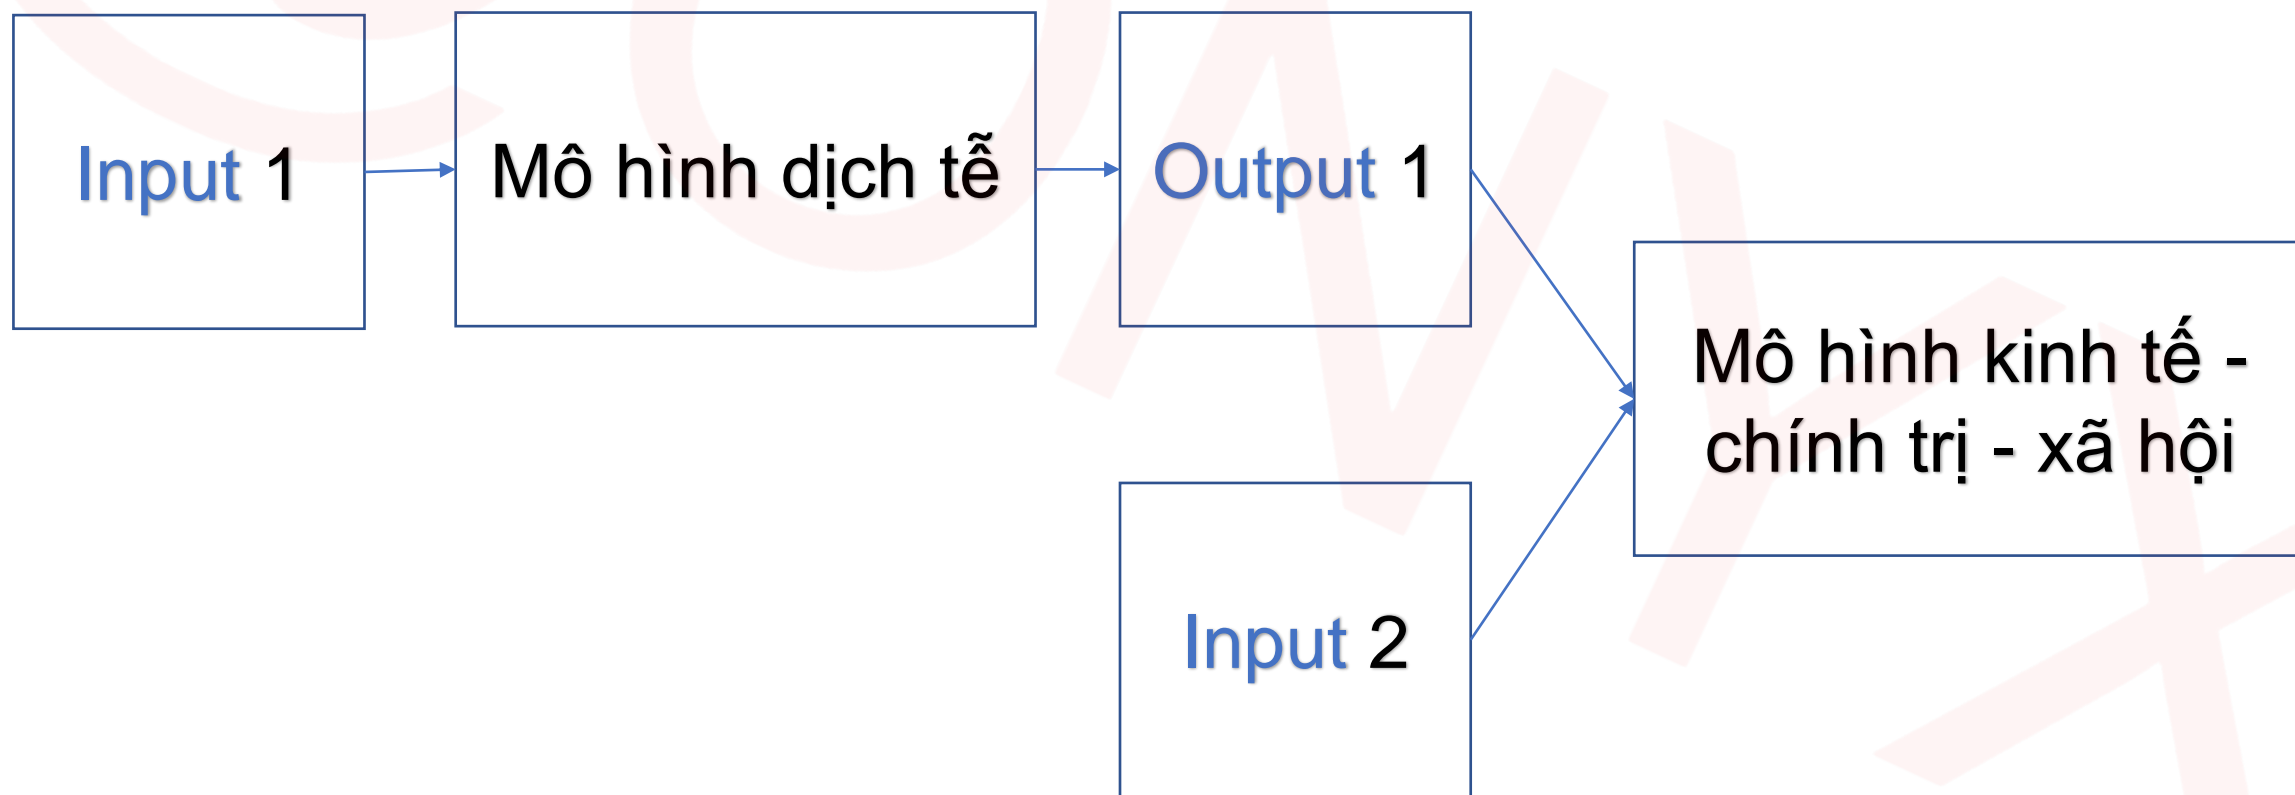 Input 1
Mô hình dịch tễ
Output 1
Mô hình kinh tế -
chính trị - xã hội
Input 2